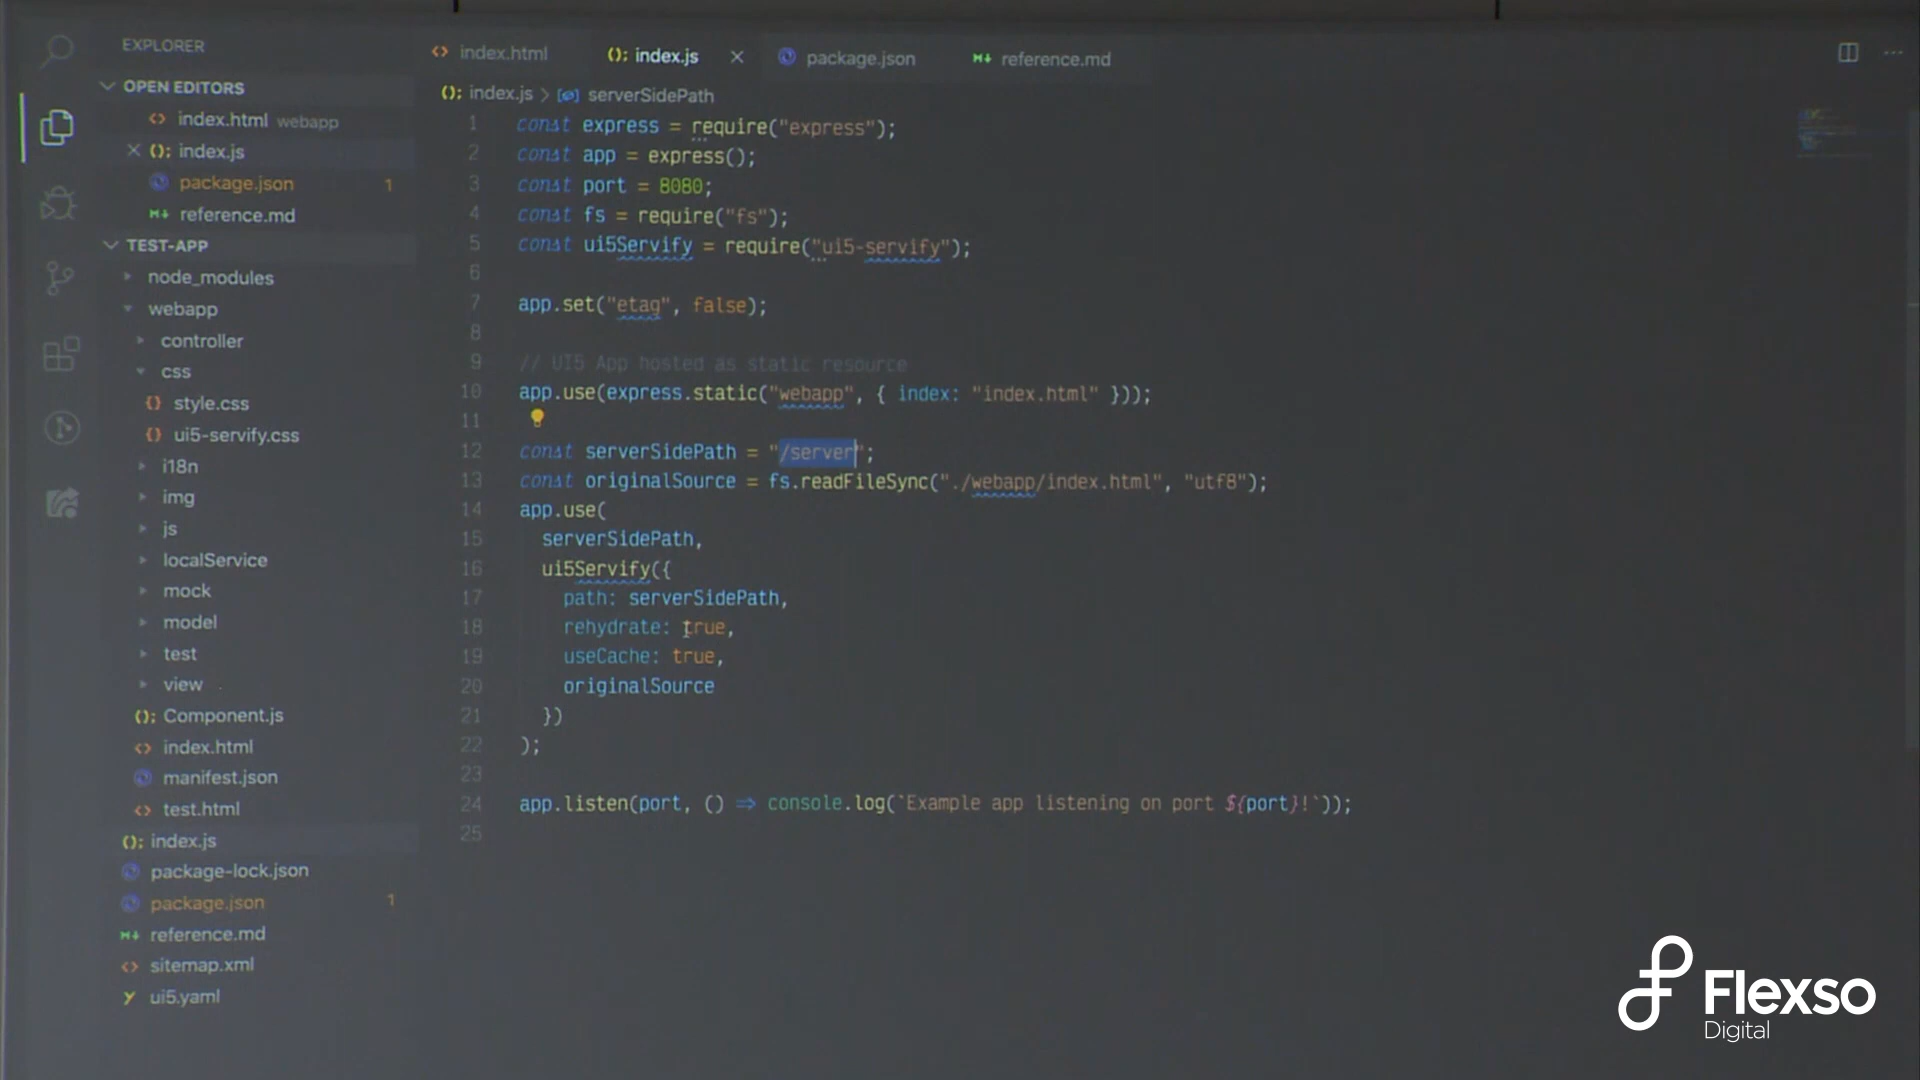 EXPLORER
OPEN EDITORS
index.html webapp
index.js
package.json 1
reference.md
TEST-APP
node_modules
webapp
controller
css
style.css
ui5-servify.css
i18n
img
js
localService
mock
model
test
view
Component.js
index.html
manifest.json
test.html
index.js
package-lock.json
package.json 1
reference.md
sitemap.xml
ui5.yaml
index.html index.js package.json reference.md
index.js > serverSidePath
1 const express = require("express");
2 const app = express();
3 const port = 8080;
4 const fs = require("fs");
5 const ui5Servify = require("ui5-servify");
6
7 app.set("etag", false);
8
9 // UI5 App hosted as static resource
10 app.use(express.static("webapp", { index: "index.html" }));
11
12 const serverSidePath = "/server";
13 const originalSource = fs.readFileSync("./webapp/index.html", "utf8");
14 app.use(
15 serverSidePath,
16 ui5Servify({
17 path: serverSidePath,
18 rehydrate: true,
19 useCache: true,
20 originalSource
21 })
22 );
23
24 app.listen(port, () => console.log(`Example app listening on port ${port}!`));
25
Flexso
Digital